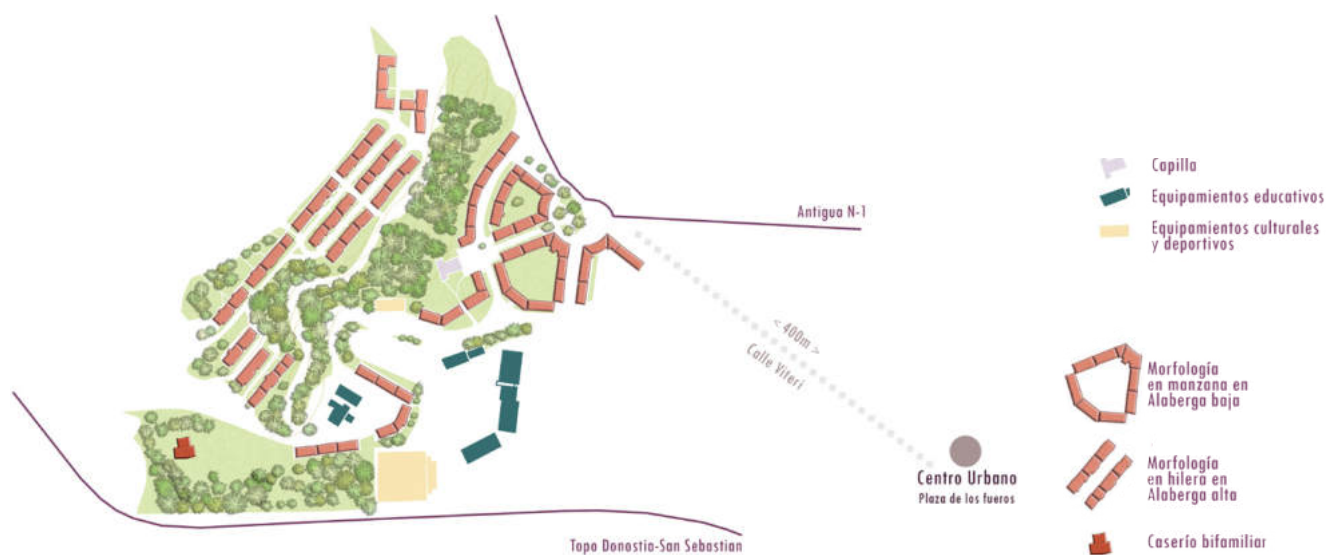 Antigua N-1
< 400m >
Calle Viteri
Centro Urbano
Plaza de los fueros
Topo Donostia-San Sebastian
Capilla
Equipamientos educativos
Equipamientos culturales
y deportivos
Morfología
en manzana en
Alaberga baja
Morfología
en hilera en
Alaberga alta
Caserío bifamiliar